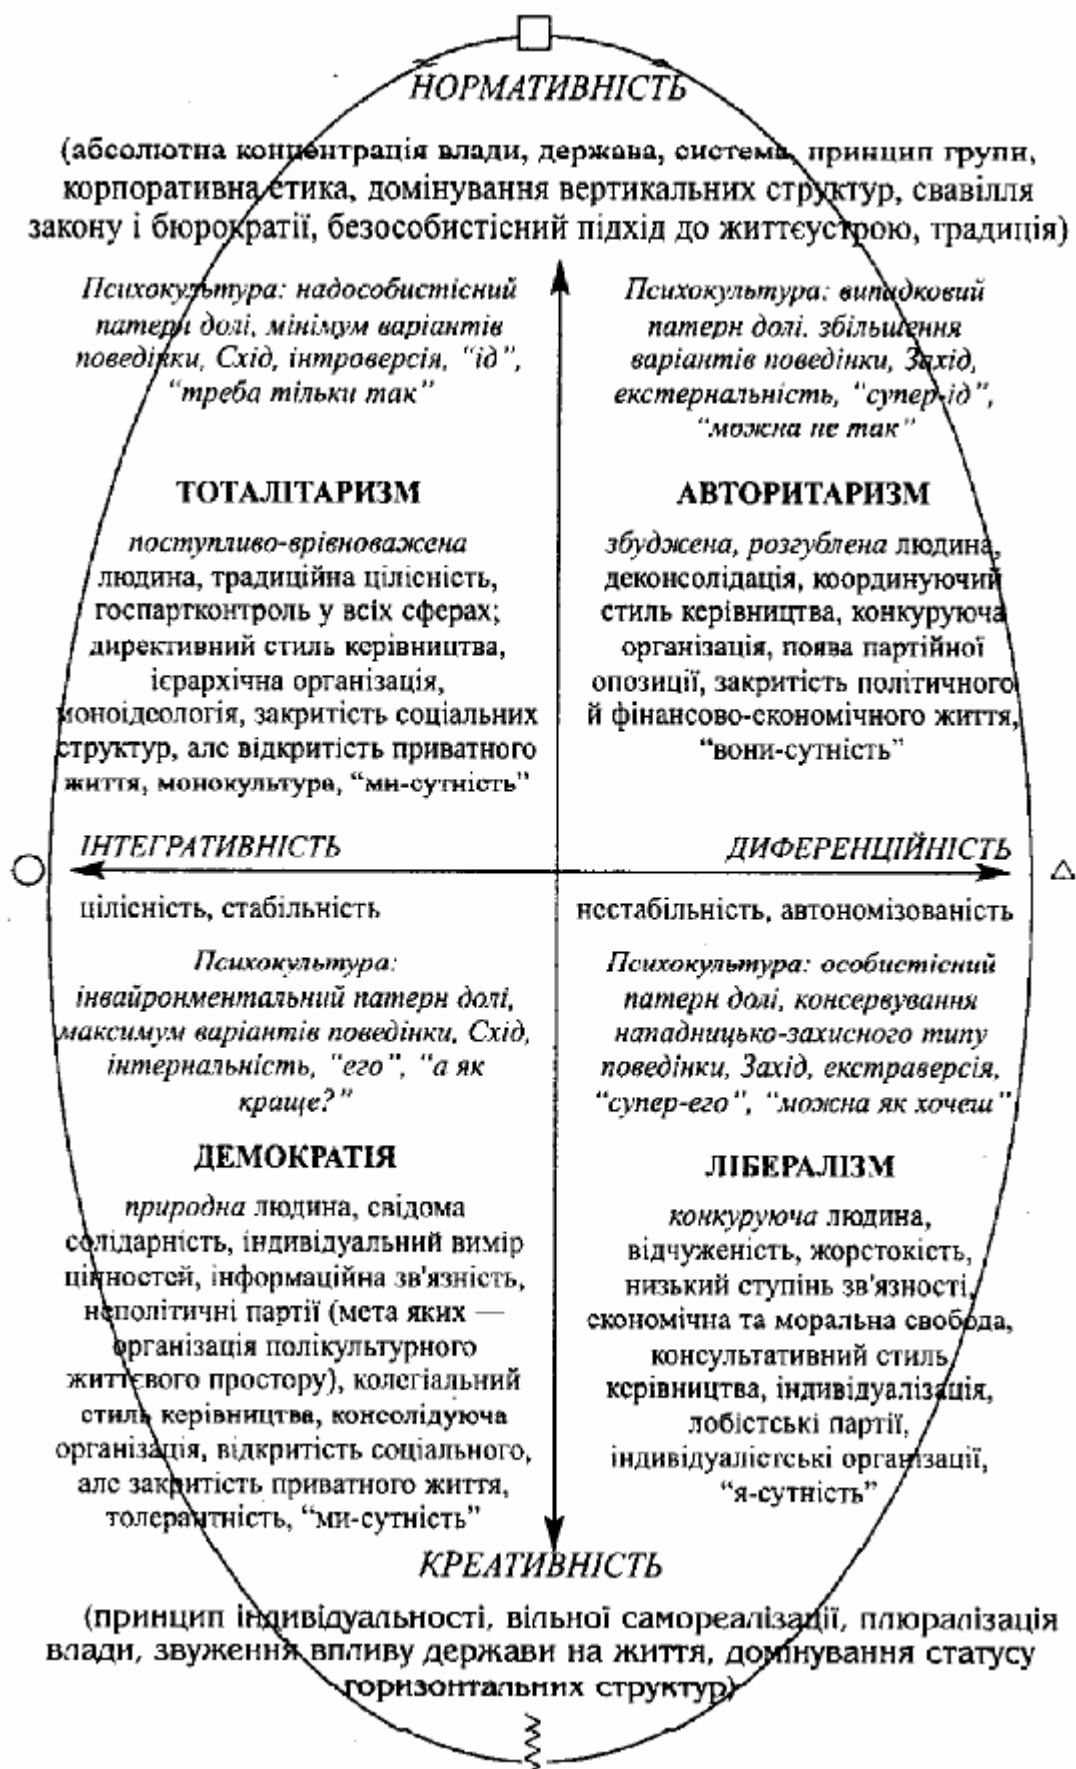 НОРМАТИВНІСТЬ
(абсолютна концентрація влади, держава, система, принцип групи,
корпоративна етика, домінування вертикальних структур, свавілля
закону і бюрократії, безособистісний підхід до життєустрою, традиція)
Психокультура: надособистісний
патерн долі, мінімум варіантів
поведінки, Схід, інтроверсія, “ід”,
“треба тільки так”
Психокультура: випадковий
патерн долі. збільшення
варіантів поведінки, Захід,
екстернальність, “супер-ід”,
“можна не так”
ТОТАЛІТАРИЗМ
поступливо-врівноважена
людина, традиційна цілісність,
госпартконтроль у всіх сферах;
директивний стиль керівництва,
ієрархічна організація,
моноідеологія, закритість соціальних
структур, але відкритість приватного
життя, монокультура, “ми-сутність”
АВТОРИТАРИЗМ
збуджена, розгублена людина,
деконсолідація, координуючий
стиль керівництва, конкуруюча
організація, поява партійної
опозиції, закритість політичного
й фінансово-економічного життя,
“вони-сутність”
ІНТЕГРАТИВНІСТЬ
ДИФЕРЕНЦІЙНІСТЬ
цілісність, стабільність
нестабільність, автономізованість
Психокультура:
інвайронментальний патерн долі,
максимум варіантів поведінки, Схід,
інтернальність, “его”, “а як
краще?”
Психокультура: особистісний
патерн долі, консервування
нападницько-захисного типу
поведінки, Захід, екстраверсія,
“супер-его”, “можна як хочеш”
ДЕМОКРАТІЯ
природна людина, свідома
солідарність, індивідуальний вимір
цінностей, інформаційна зв'язність,
неполітичні партії (мета яких —
організація полікультурного
життєвого простору), колегіальний
стиль керівництва, консолідуюча
організація, відкритість соціального,
але закритість приватного життя,
толерантність, “ми-сутність”
ЛІБЕРАЛІЗМ
конкуруюча людина,
відчуженість, жорстокість,
низький ступінь зв'язності,
економічна та моральна свобода,
консультативний стиль
керівництва, індивідуалізація,
лобістські партії,
індивідуалістські організації,
“я-сутність”
КРЕАТИВНІСТЬ
(принцип індивідуальності, вільної самореалізації, плюралізація
влади, звуження впливу держави на життя, домінування статусу
горизонтальних структур)